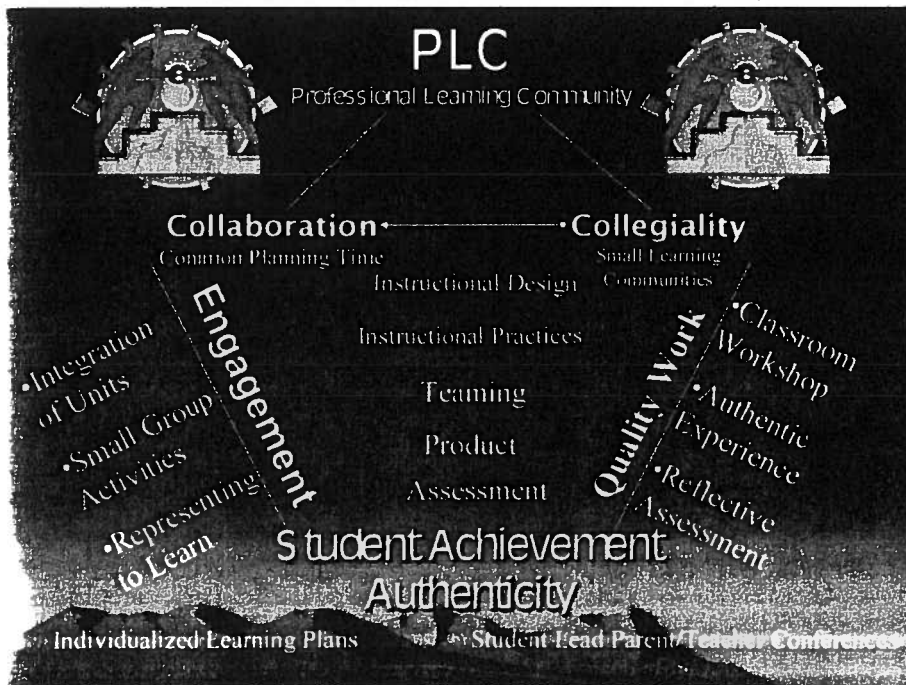 PLC
Professional Learning Community
Collaboration
Collegiality
Common Planning Time
Small Learning
Communities
Instructional Design
Instructional Practices
Teaming
Product
Assessment
Engagement
•Integration
of Units
•Small Group
Activities
•Representing
to Learn
Quality Work
•Classroom
Workshop
•Authentic
Experience
•Reflective
Assessment
Student Achievement
Authenticity
Individualized Learning Plans
Student Lead Parent/Teacher Conferences